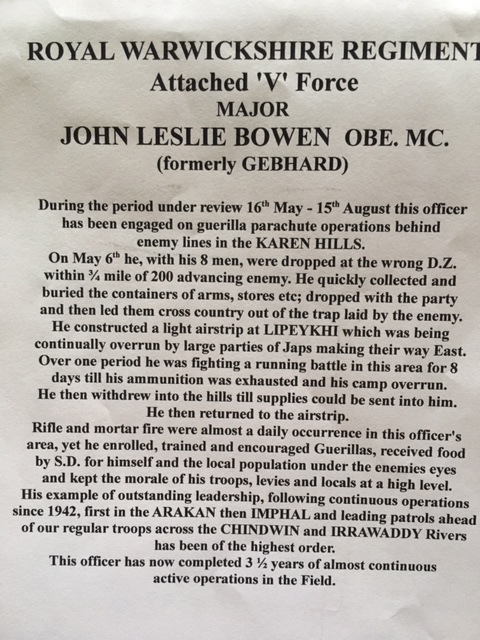 ROYAL WARWICKSHIRE REGIMENT
Attached 'V' Force
MAJOR
JOHN LESLIE BOWEN OBE. MC.
(formerly GEBHARD)
During the period under review 16th May - 15th August this officer
has been engaged on guerilla parachute operations behind
enemy lines in the KAREN HILLS.
On May 6th he, with his 8 men, were dropped at the wrong D.Z.
within ¾ mile of 200 advancing enemy. He quickly collected and
buried the containers of arms, stores etc; dropped with the party
and then led them cross country out of the trap laid by the enemy.
He constructed a light airstrip at LIPEYKHI which was being
continually overrun by large parties of Japs making their way East.
Over one period he was fighting a running battle in this area for 8
days till his ammunition was exhausted and his camp overrun.
He then withdrew into the hills till supplies could be sent into him.
He then returned to the airstrip.
Rifle and mortar fire were almost a daily occurrence in this officer's
area, yet he enrolled, trained and encouraged Guerillas, received food
by S.D. for himself and the local population under the enemies eyes
and kept the morale of his troops, levies and locals at a high level.
His example of outstanding leadership, following continuous operations
since 1942, first in the ARAKAN then IMPHAL and leading patrols ahead
of our regular troops across the CHINDWIN and IRRAWADDY Rivers
has been of the highest order.
This officer has now completed 3 ½ years of almost continuous
active operations in the Field.